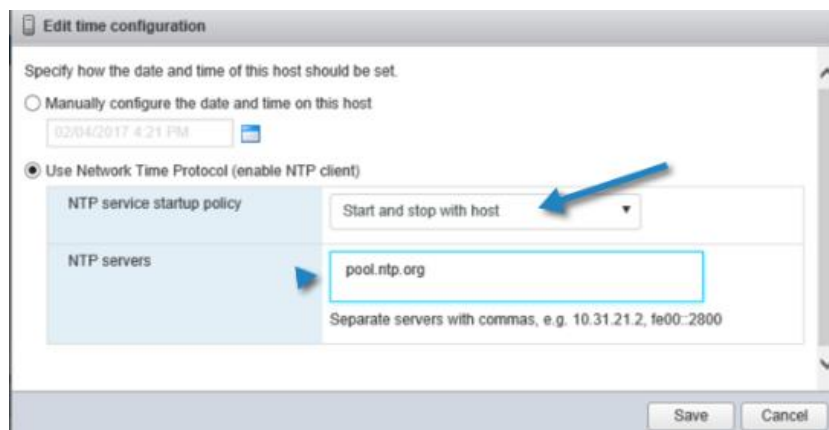 Edit time configuration
Specify how the date and time of this host should be set.
Manually configure the date and time on this host
02/04/2017 4:21 PM
Use Network Time Protocol (enable NTP client)
NTP service startup policy
Start and stop with host
NTP servers
pool.ntp.org
Separate servers with commas, e.g. 10.31.21.2, fe00::2800
Save Cancel